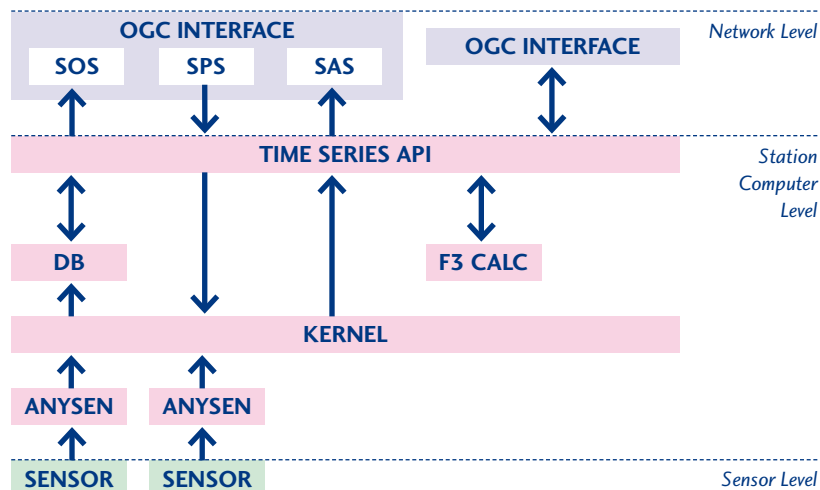 OGC INTERFACE
Network Level
SOS SPS SAS
OGC INTERFACE
TIME SERIES API
Station
Computer
Level
DB
F3 CALC
KERNEL
ANYSEN ANYSEN
SENSOR SENSOR
Sensor Level